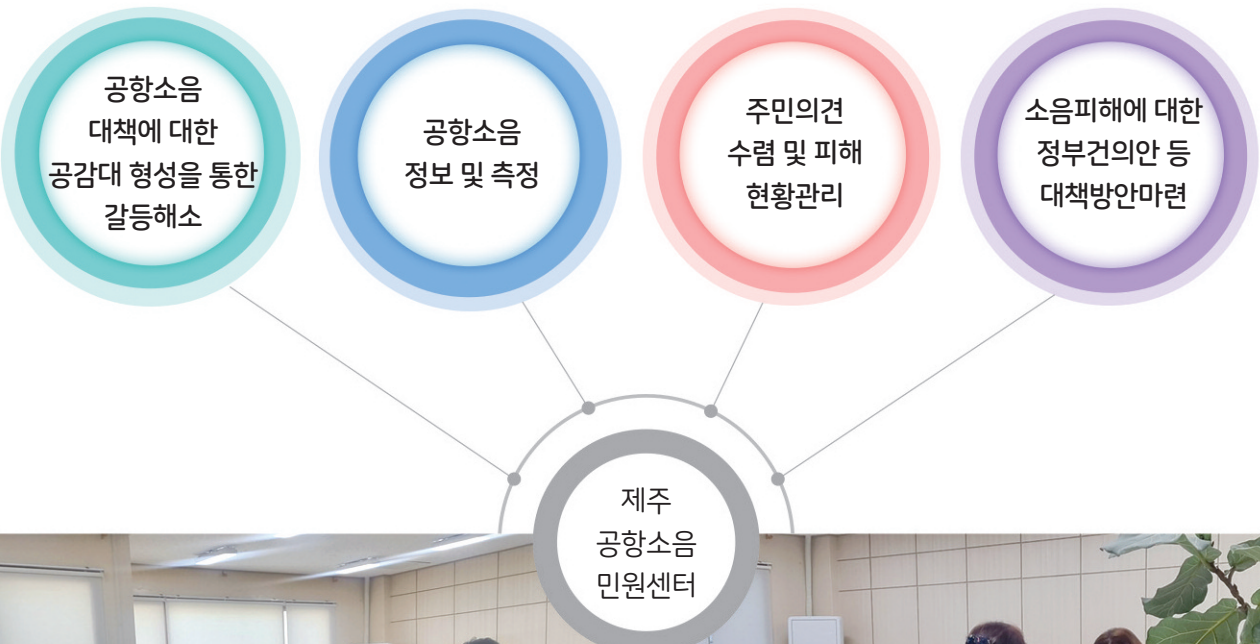 공항소음
대책에 대한
공감대 형성을 통한
갈등해소
공항소음
정보 및 측정
주민의견
수렴 및 피해
현황관리
소음피해에 대한
정부건의안 등
대책방안마련
제주
공항소음
민원센터